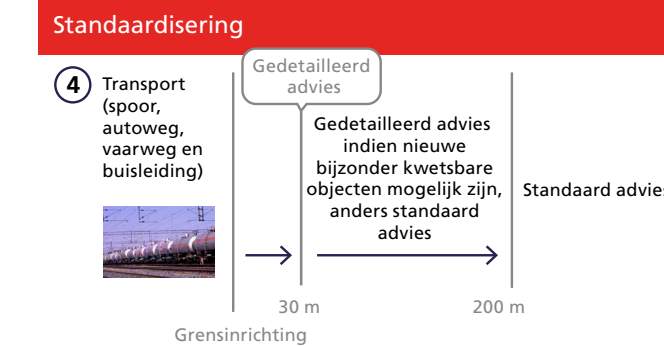 Standaardisering
4
Transport
(spoor,
autoweg,
vaarweg en
buisleiding)
Gedetailleerd
advies
Gedetailleerd advies
indien nieuwe
bijzonder kwetsbare
objecten mogelijk zijn,
anders standaard
advies
Standaard advies
30 m
200 m
Grensinrichting